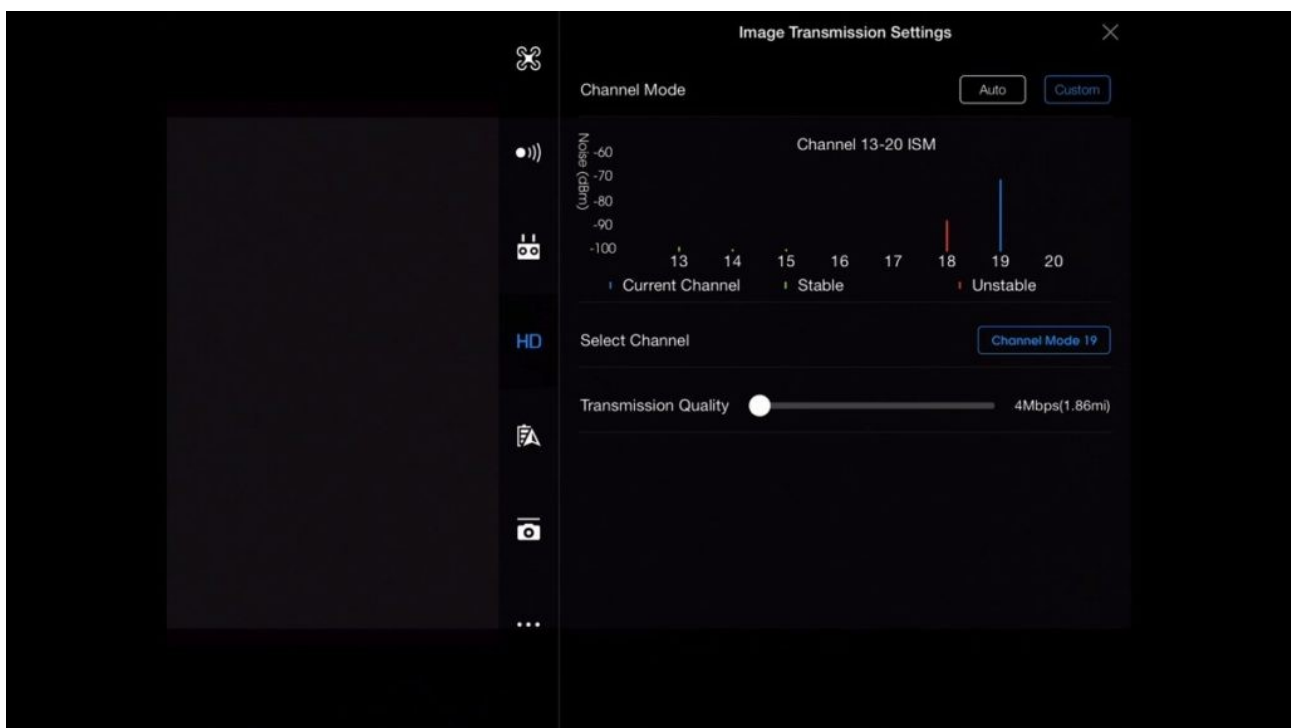 Image Transmission Settings
Channel Mode
Auto
Custom
Channel 13-20 ISM
Noise (dBm)
-60
-70
-80
-90
-100
13 14 15 16 17 18 19 20
Current Channel Stable Unstable
HD
Select Channel
Channel Mode 19
Transmission Quality
4Mbps(1.86mi)